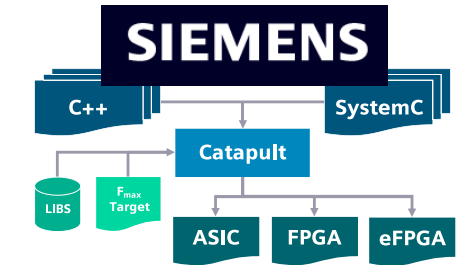 SIEMENS
C++
SystemC
Catapult
LIBS
Fmax
Target
ASIC
FPGA
eFPGA